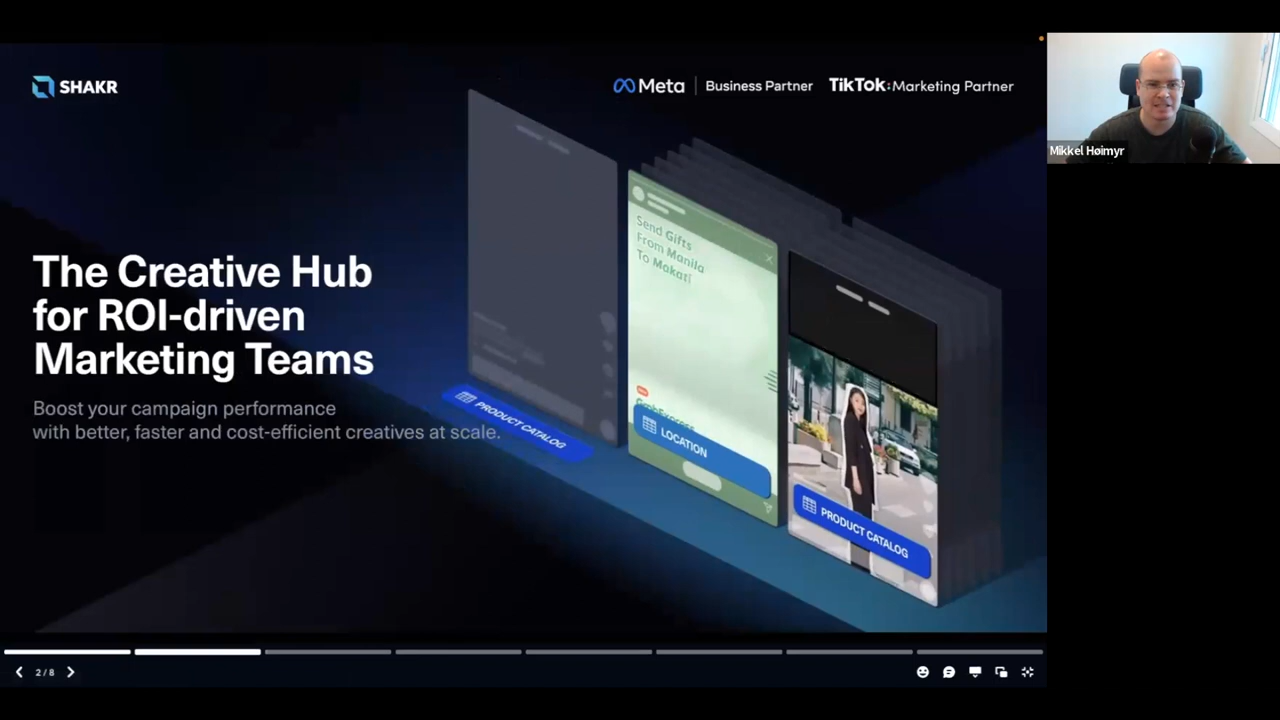 SHAKR
Meta
Business Partner
TikTok: Marketing Partner
Mikkel Høimyr
The Creative Hub
for ROI-driven
Marketing Teams
Boost your campaign performance
with better, faster and cost-efficient creatives at scale.
PRODUCT CATALOG
Send Gifts
From Manila
To Makati
LOCATION
PRODUCT CATALOG
2 / 8